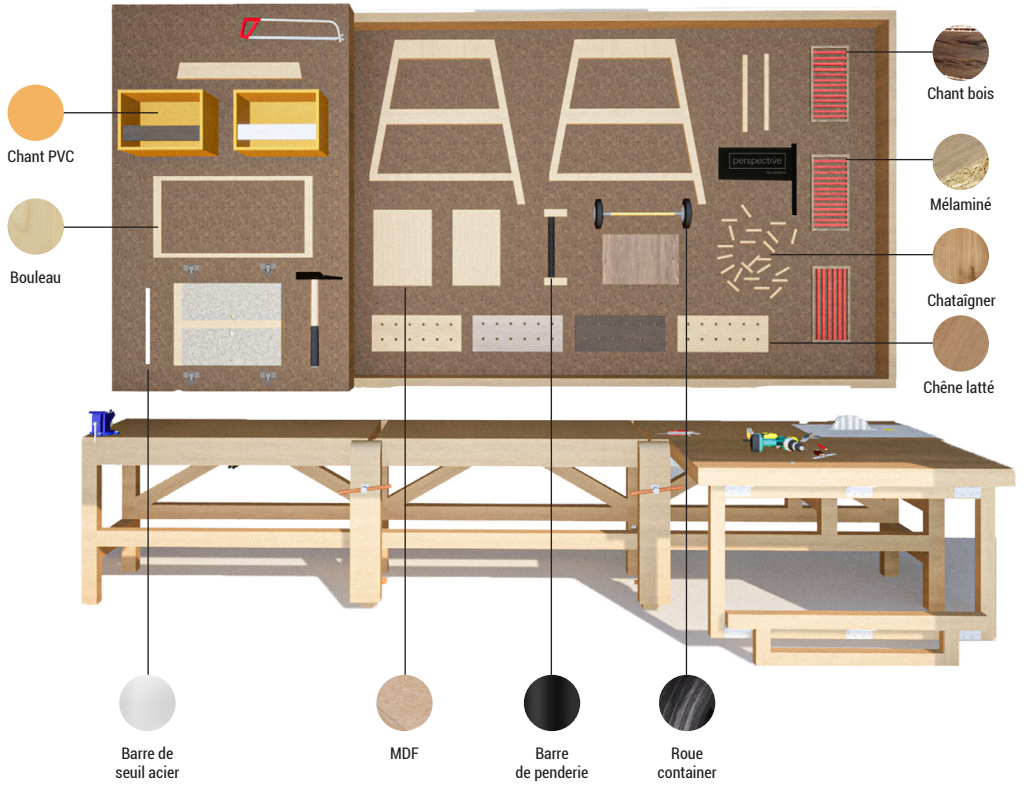 Chant bois
perspective
Chant PVC
Mélaminé
Bouleau
Chataîgner
Chêne latté
Barre de
seuil acier
MDF
Barre
de penderie
Roue
container